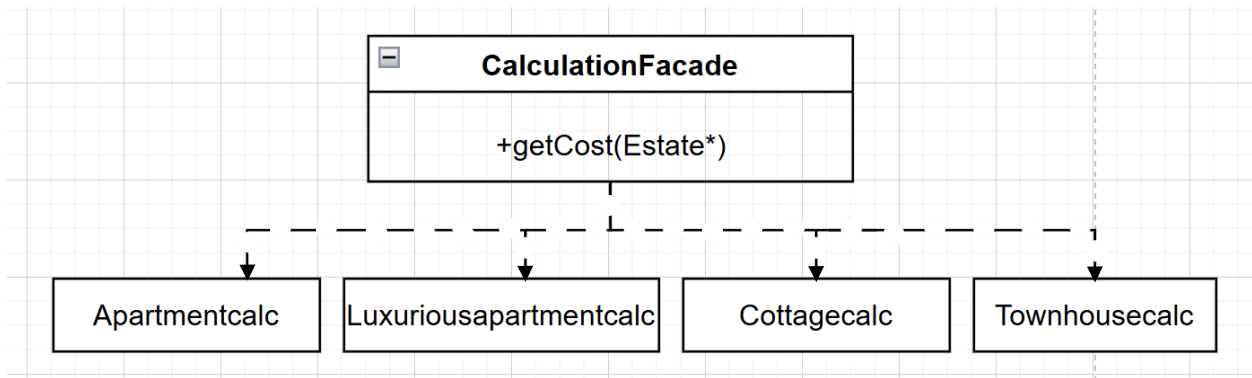 CalculationFacade
+getCost(Estate*)
Apartmentcalc
Luxuriousapartmentcalc
Cottagecalc
Townhousecalc